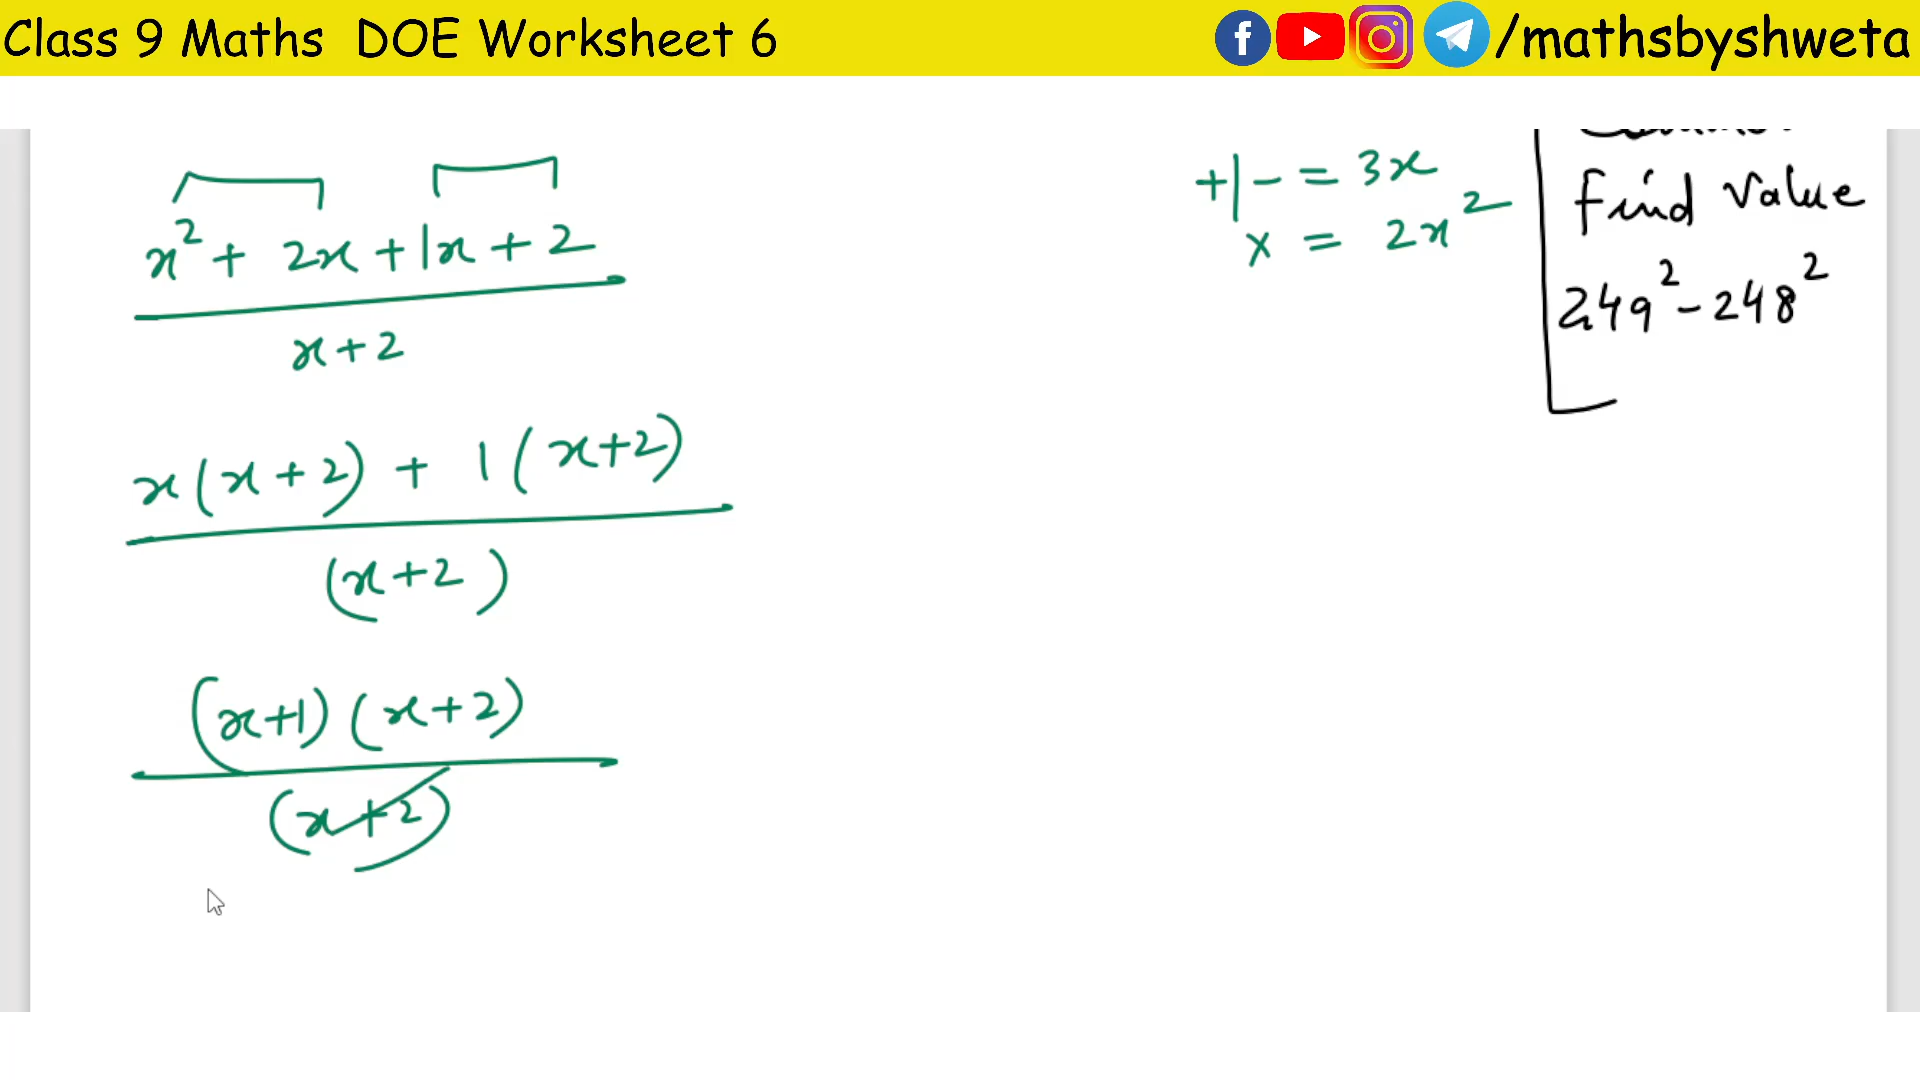 Class 9 Maths DOE Worksheet 6
/mathsbyshweta
x² + 2x + 1x + 2
x + 2
x(x + 2) + 1(x+2)
(x+2)
(x+1)(x+2)
(x+2)
+/- = 3x
x = 2x²
Find Value
249² - 248²